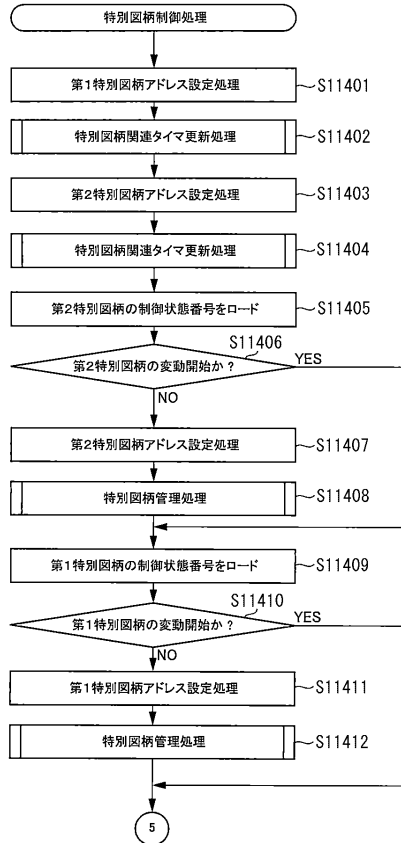 特別図柄制御処理
第1特別図柄アドレス設定処理
S11401
特別図柄関連タイマ更新処理
S11402
第2特別図柄アドレス設定処理
S11403
特別図柄関連タイマ更新処理
S11404
第2特別図柄の制御状態番号をロード
S11405
S11406
第2特別図柄の変動開始か?
YES
NO
第2特別図柄アドレス設定処理
S11407
特別図柄管理処理
S11408
第1特別図柄の制御状態番号をロード
S11409
S11410
第1特別図柄の変動開始か?
YES
NO
第1特別図柄アドレス設定処理
S11411
特別図柄管理処理
S11412
5